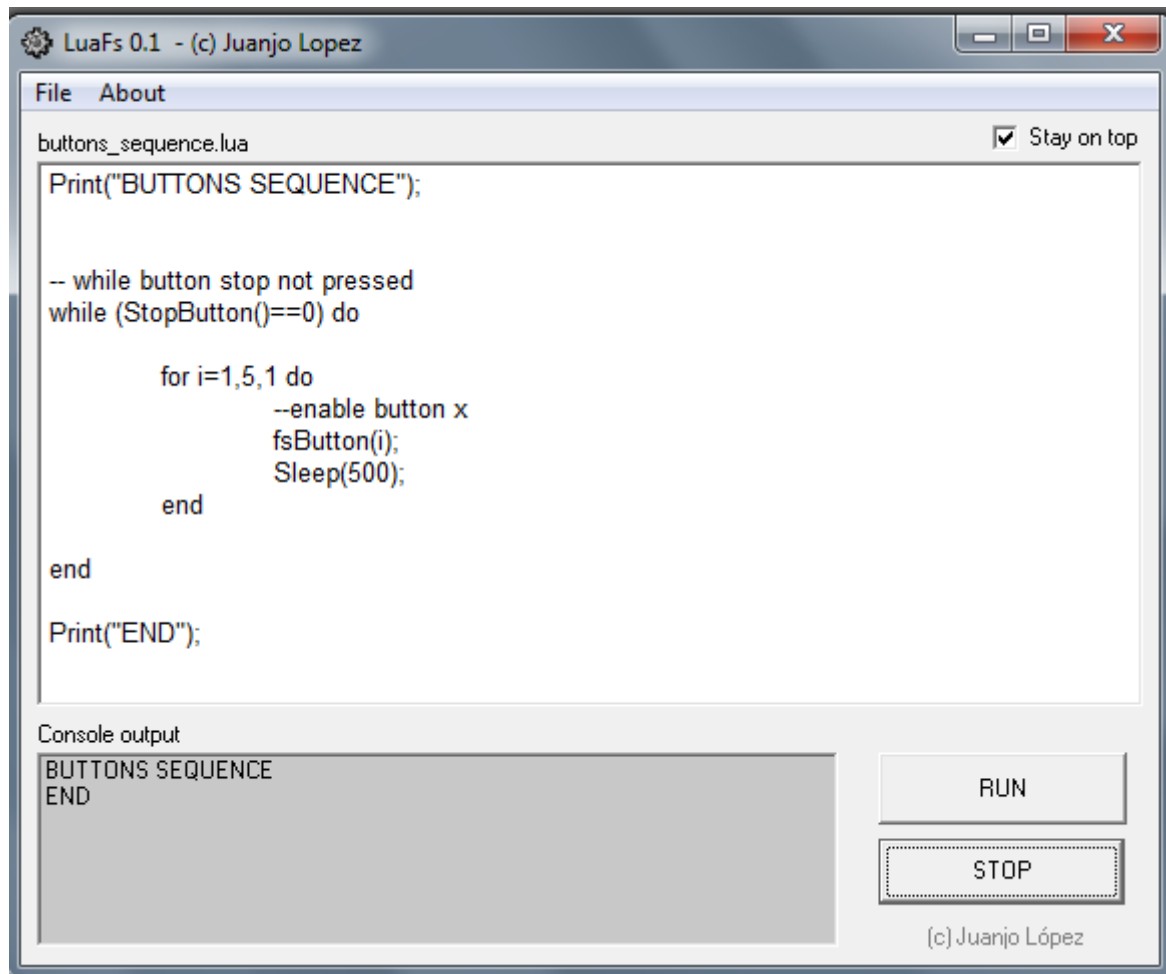 LuaFs 0.1 - (c) Juanjo Lopez
File About
buttons_sequence.lua
Stay on top
Print("BUTTONS SEQUENCE");
-- while button stop not pressed
while (StopButton()==0) do
for i=1,5,1 do
--enable button x
fsButton(i);
Sleep(500);
end
end
Print("END");
Console output
BUTTONS SEQUENCE
END
RUN
STOP
(c) Juanjo López